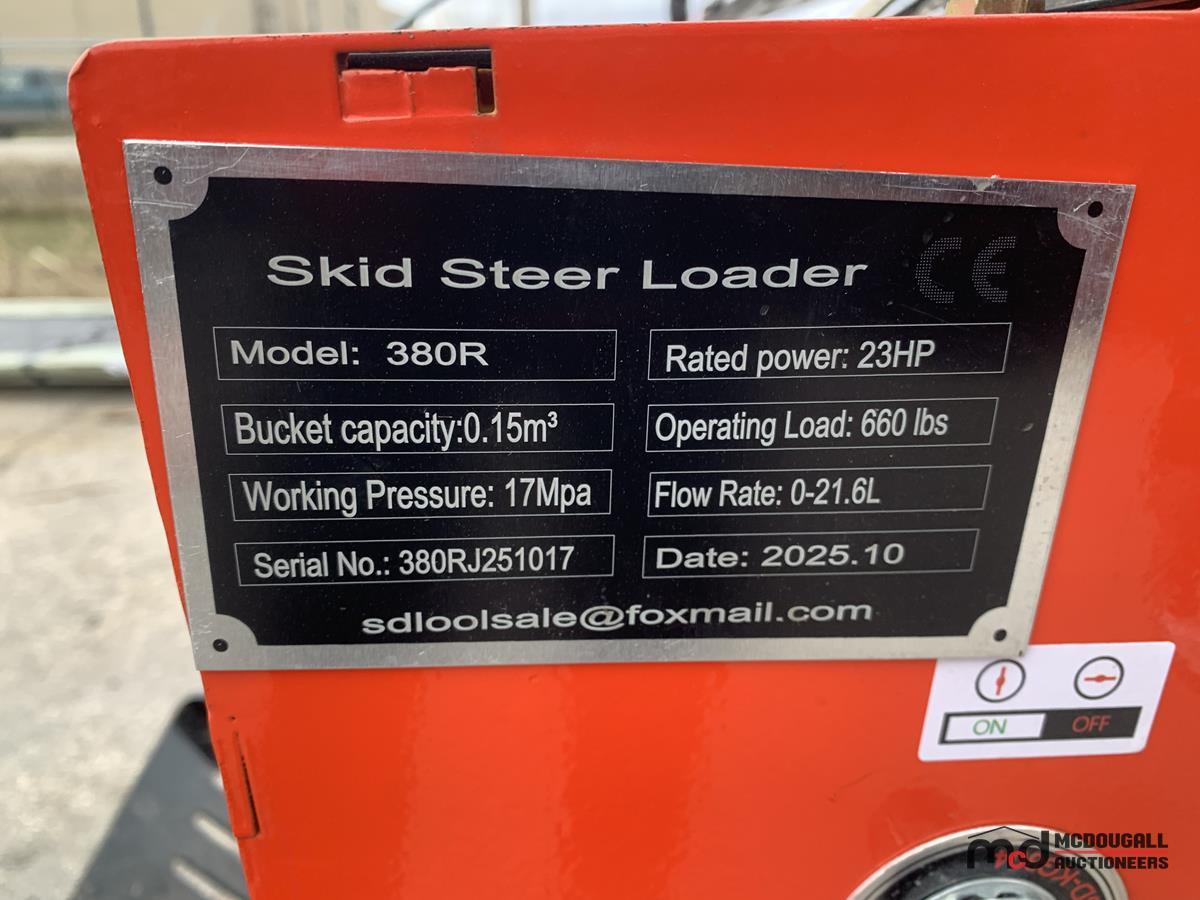 Skid Steer Loader CE
Model: 380R
Rated power: 23HP
Bucket capacity:0.15m³
Operating Load: 660 lbs
Working Pressure: 17Mpa
Flow Rate: 0-21.6L
Serial No.: 380RJ251017
Date: 2025.10
sdloolsale@foxmail.com
ON OFF
md MCDOUGALL
AUCTIONEERS